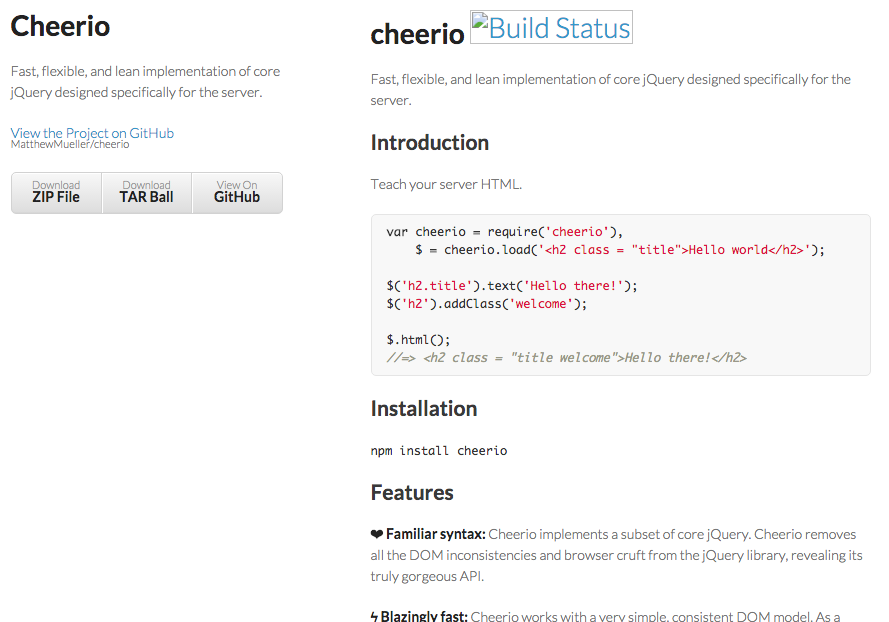 Cheerio
Fast, flexible, and lean implementation of core
jQuery designed specifically for the server.
View the Project on GitHub
MatthewMueller/cheerio
Download
ZIP File
Download
TAR Ball
View On
GitHub
cheerio Build Status
Fast, flexible, and lean implementation of core jQuery designed specifically for the
server.
Introduction
Teach your server HTML.
var cheerio = require('cheerio'),
    $ = cheerio.load('<h2 class = "title">Hello world</h2>');
$('h2.title').text('Hello there!');
$('h2').addClass('welcome');
$.html();
//=> <h2 class = "title welcome">Hello there!</h2>
Installation
npm install cheerio
Features
❤ Familiar syntax: Cheerio implements a subset of core jQuery. Cheerio removes
all the DOM inconsistencies and browser cruft from the jQuery library, revealing its
truly gorgeous API.
ϟ Blazingly fast: Cheerio works with a very simple, consistent DOM model. As a